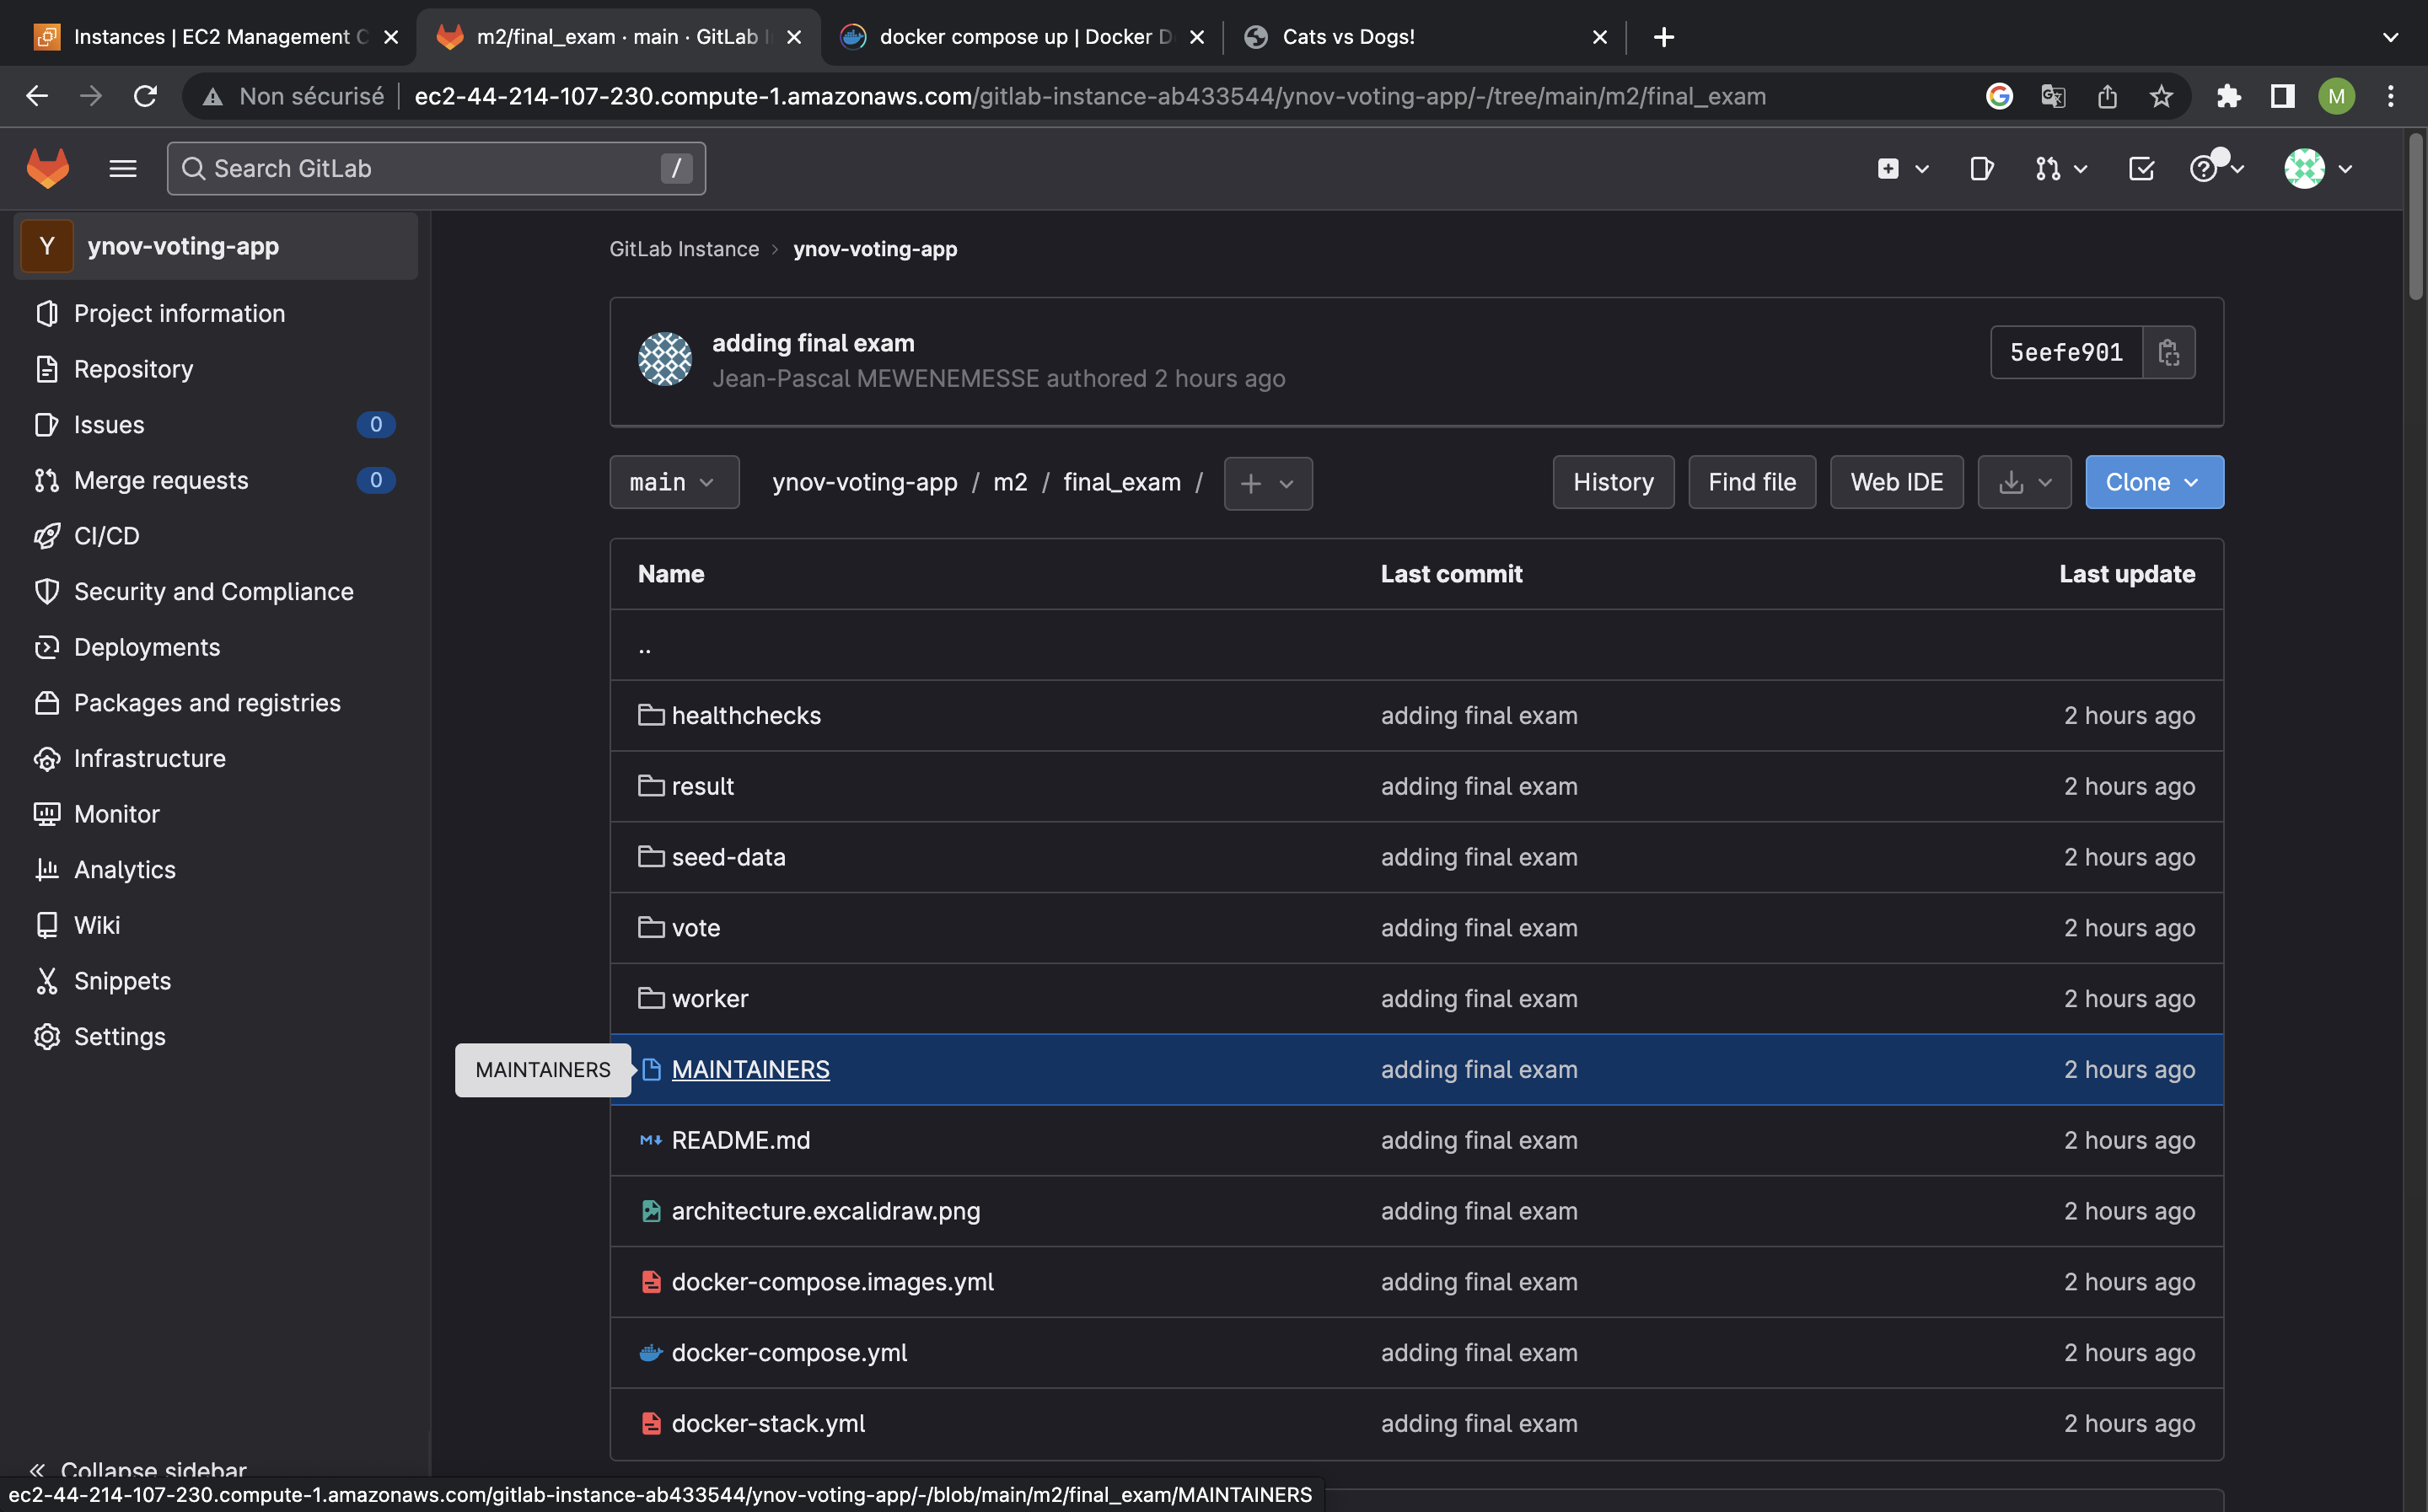 Instances | EC2 Management C
m2/final_exam · main · GitLab I
docker compose up | Docker D
Cats vs Dogs!
Non sécurisé
ec2-44-214-107-230.compute-1.amazonaws.com/gitlab-instance-ab433544/ynov-voting-app/-/tree/main/m2/final_exam
M
Search GitLab /
Y ynov-voting-app
Project information
Repository
Issues 0
Merge requests 0
CI/CD
Security and Compliance
Deployments
Packages and registries
Infrastructure
Monitor
Analytics
Wiki
Snippets
Settings
Collapse sidebar
GitLab Instance > ynov-voting-app
adding final exam
Jean-Pascal MEWENEMESSE authored 2 hours ago
5eefe901
main ynov-voting-app / m2 / final_exam / + History Find file Web IDE Clone
Name Last commit Last update
..
healthchecks adding final exam 2 hours ago
result adding final exam 2 hours ago
seed-data adding final exam 2 hours ago
vote adding final exam 2 hours ago
worker adding final exam 2 hours ago
MAINTAINERS MAINTAINERS adding final exam 2 hours ago
README.md adding final exam 2 hours ago
architecture.excalidraw.png adding final exam 2 hours ago
docker-compose.images.yml adding final exam 2 hours ago
docker-compose.yml adding final exam 2 hours ago
docker-stack.yml adding final exam 2 hours ago
ec2-44-214-107-230.compute-1.amazonaws.com/gitlab-instance-ab433544/ynov-voting-app/-/blob/main/m2/final_exam/MAINTAINERS